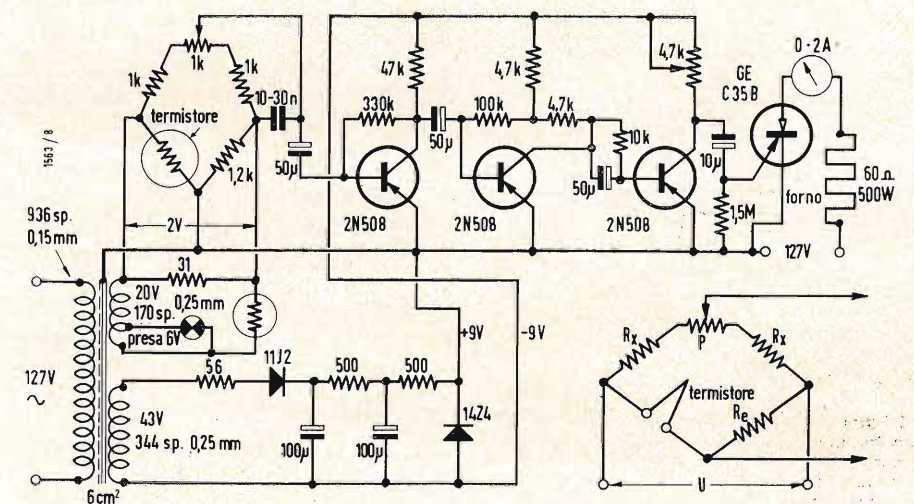 1k
1k
1k
termistore
1,2k
10-30n
50µ
1563 / 8
2V
47k
330k
50µ
2N508
4,7k
100k
4,7k
2N508
50µ
10k
4,7k
2N508
10µ
1,5M
GE
C35B
0-2A
forno
60Ω
500W
127V
936 sp.
0,15mm
127V
~
6cm²
31
20V
0,25mm
170 sp.
presa 6V
43V
344 sp. 0,25 mm
56
11J2
500
500
100µ
100µ
14Z4
+9V
-9V
Rx
P
Rx
termistore
Re
U